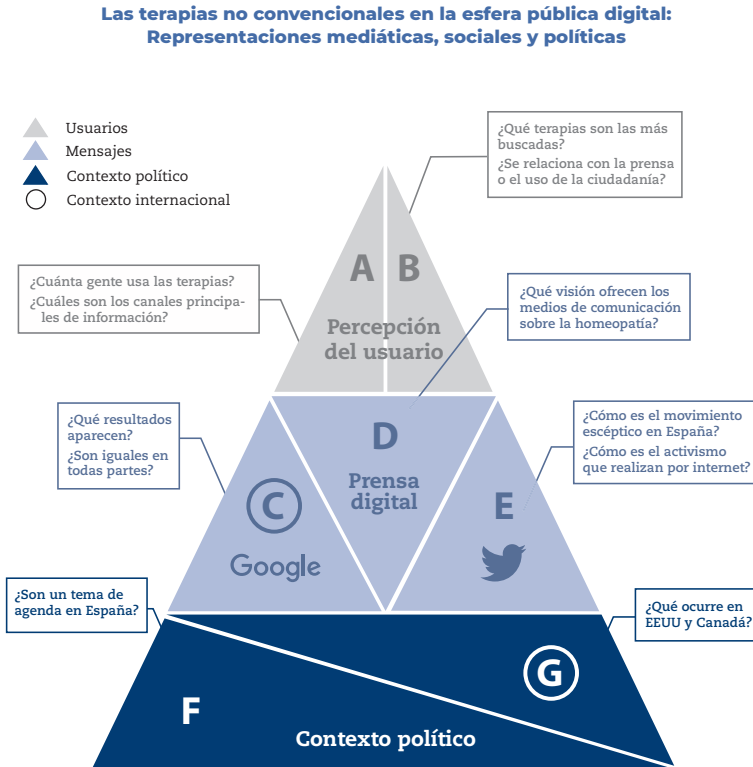 Las terapias no convencionales en la esfera pública digital:
Representaciones mediáticas, sociales y políticas
Usuarios
Mensajes
Contexto político
Contexto internacional
¿Qué terapias son las más
buscadas?
¿Se relaciona con la prensa
o el uso de la ciudadanía?
A B
¿Cuánta gente usa las terapias?
¿Cuáles son los canales principa-
les de información?
Percepción
del usuario
¿Qué visión ofrecen los
medios de comunicación
sobre la homeopatía?
¿Qué resultados
aparecen?
¿Son iguales en
todas partes?
D
Prensa
digital
¿Cómo es el movimiento
escéptico en España?
¿Cómo es el activismo
que realizan por internet?
C
Google
E
¿Son un tema de
agenda en España?
¿Qué ocurre en
EEUU y Canadá?
G
F
Contexto político